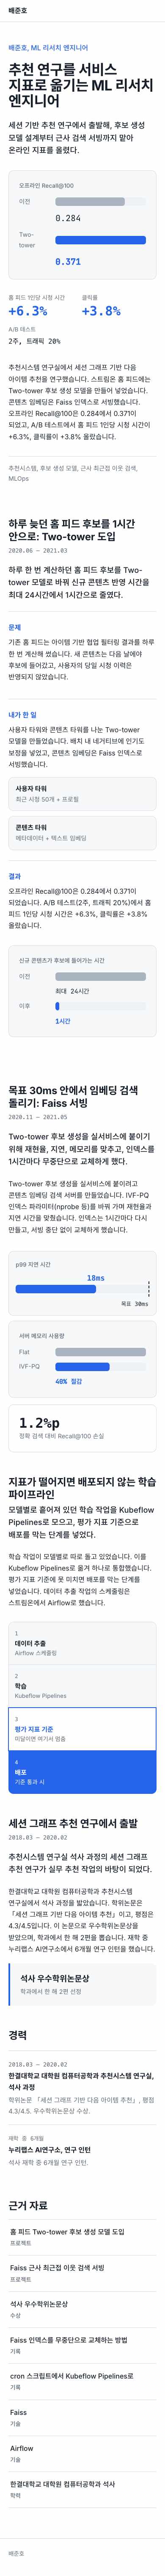 배준호
배준호, ML 리서치 엔지니어
추천 연구를 서비스
지표로 옮기는 ML 리서치
엔지니어
세션 기반 추천 연구에서 출발해, 후보 생성
모델 설계부터 근사 검색 서빙까지 맡아
온라인 지표를 올렸다.
오프라인 Recall@100
이전
0.284
Two-
tower
0.371
홈 피드 1인당 시청 시간
+6.3%
클릭률
+3.8%
A/B 테스트
2주, 트래픽 20%
추천시스템 연구실에서 세션 그래프 기반 다음
아이템 추천을 연구했습니다. 스트림온 홈 피드에는
Two-tower 후보 생성 모델을 만들어 넣었습니다.
콘텐츠 임베딩은 Faiss 인덱스로 서빙했습니다.
오프라인 Recall@100은 0.284에서 0.371이
되었고, A/B 테스트에서 홈 피드 1인당 시청 시간이
+6.3%, 클릭률이 +3.8% 올랐습니다.
추천시스템, 후보 생성 모델, 근사 최근접 이웃 검색,
MLOps
하루 늦던 홈 피드 후보를 1시간
안으로: Two-tower 도입
2020.06 – 2021.03
하루 한 번 계산하던 홈 피드 후보를 Two-
tower 모델로 바꿔 신규 콘텐츠 반영 시간을
최대 24시간에서 1시간으로 줄였다.
문제
기존 홈 피드는 아이템 기반 협업 필터링 결과를 하루
한 번 계산해 썼습니다. 새 콘텐츠는 다음 날에야
후보에 들어갔고, 사용자의 당일 시청 이력은
반영되지 않았습니다.
내가 한 일
사용자 타워와 콘텐츠 타워를 나눈 Two-tower
모델을 만들었습니다. 배치 내 네거티브에 인기도
보정을 넣었고, 콘텐츠 임베딩은 Faiss 인덱스로
서빙했습니다.
사용자 타워
최근 시청 50개 + 프로필
콘텐츠 타워
메타데이터 + 텍스트 임베딩
결과
오프라인 Recall@100은 0.284에서 0.371이
되었습니다. A/B 테스트(2주, 트래픽 20%)에서 홈
피드 1인당 시청 시간은 +6.3%, 클릭률은 +3.8%
올랐습니다.
신규 콘텐츠가 후보에 들어가는 시간
이전
최대 24시간
이후
1시간
목표 30ms 안에서 임베딩 검색
돌리기: Faiss 서빙
2020.11 – 2021.05
Two-tower 후보 생성을 실서비스에 붙이기
위해 재현율, 지연, 메모리를 맞추고, 인덱스를
1시간마다 무중단으로 교체하게 했다.
Two-tower 후보 생성을 실서비스에 붙이려고
콘텐츠 임베딩 검색 서버를 만들었습니다. IVF-PQ
인덱스 파라미터(nprobe 등)를 바꿔 가며 재현율과
지연 시간을 맞췄습니다. 인덱스는 1시간마다 다시
만들고, 서빙 중단 없이 교체하게 했습니다.
p99 지연 시간
18ms
목표 30ms
서버 메모리 사용량
Flat
IVF-PQ
40% 절감
1.2%p
정확 검색 대비 Recall@100 손실
지표가 떨어지면 배포되지 않는 학습
파이프라인
모델별로 흩어져 있던 학습 작업을 Kubeflow
Pipelines로 모으고, 평가 지표 기준으로
배포를 막는 단계를 넣었다.
학습 작업이 모델별로 따로 돌고 있었습니다. 이를
Kubeflow Pipelines로 옮겨 하나로 통합했습니다.
평가 지표 기준에 못 미치면 배포를 막는 단계를
넣었습니다. 데이터 추출 작업의 스케줄링은
스트림온에서 Airflow로 했습니다.
1
데이터 추출
Airflow 스케줄링
2
학습
Kubeflow Pipelines
3
평가 지표 기준
미달이면 여기서 멈춤
4
배포
기준 통과 시
세션 그래프 추천 연구에서 출발
2018.03 – 2020.02
추천시스템 연구실 석사 과정의 세션 그래프
추천 연구가 실무 추천 작업의 바탕이 되었다.
한결대학교 대학원 컴퓨터공학과 추천시스템
연구실에서 석사 과정을 밟았습니다. 학위논문은
「세션 그래프 기반 다음 아이템 추천」이고, 평점은
4.3/4.5입니다. 이 논문으로 우수학위논문상을
받았으며, 학과에서 한 해 2편을 뽑습니다. 재학 중
누리랩스 AI연구소에서 6개월 연구 인턴을 했습니다.
석사 우수학위논문상
학과에서 한 해 2편 선정
경력
2018.03 – 2020.02
한결대학교 대학원 컴퓨터공학과 추천시스템 연구실,
석사 과정
학위논문 「세션 그래프 기반 다음 아이템 추천」, 평점
4.3/4.5. 우수학위논문상 수상.
재학 중 6개월
누리랩스 AI연구소, 연구 인턴
석사 재학 중 6개월 연구 인턴.
근거 자료
홈 피드 Two-tower 후보 생성 모델 도입
프로젝트
Faiss 근사 최근접 이웃 검색 서빙
프로젝트
석사 우수학위논문상
수상
Faiss 인덱스를 무중단으로 교체하는 방법
기록
cron 스크립트에서 Kubeflow Pipelines로
기록
Faiss
기술
Airflow
기술
한결대학교 대학원 컴퓨터공학과 석사
학력
배준호